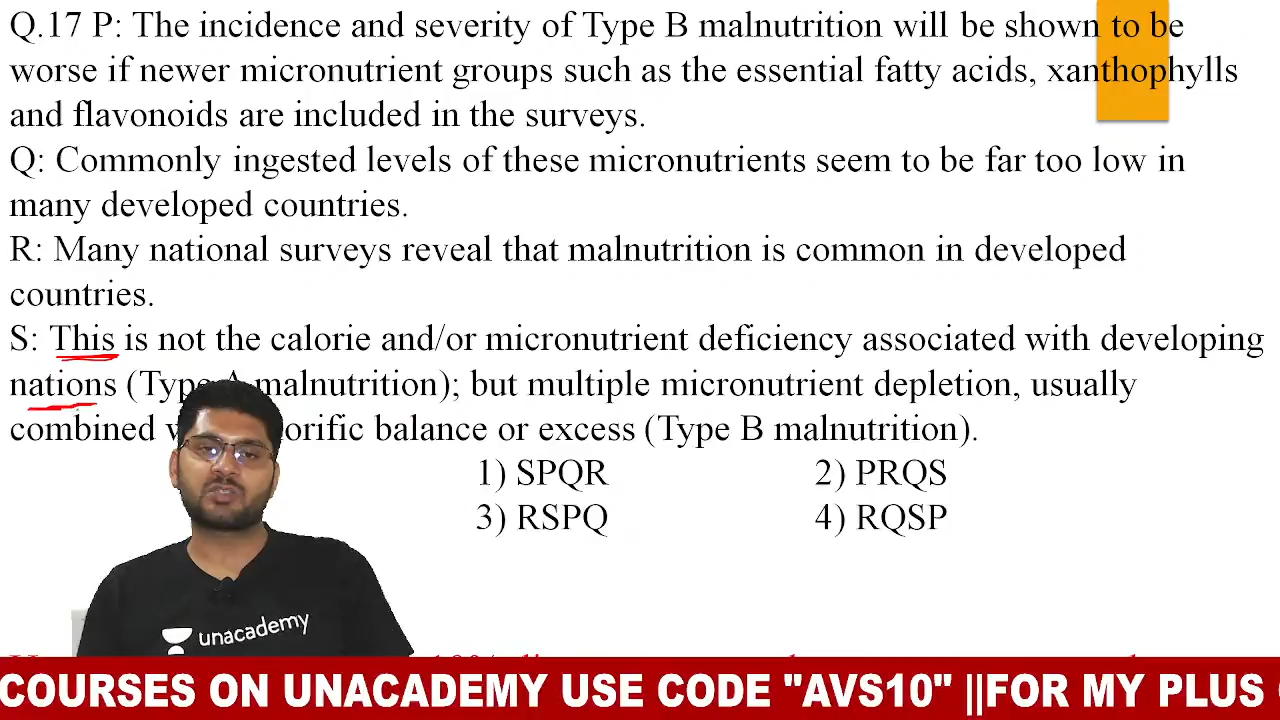 Q.17 P: The incidence and severity of Type B malnutrition will be shown to be
worse if newer micronutrient groups such as the essential fatty acids, xanthophylls
and flavonoids are included in the surveys.
Q: Commonly ingested levels of these micronutrients seem to be far too low in
many developed countries.
R: Many national surveys reveal that malnutrition is common in developed
countries.
S: This is not the calorie and/or micronutrient deficiency associated with developing
nations (Type A malnutrition); but multiple micronutrient depletion, usually
combined orific balance or excess (Type B malnutrition).
1) SPQR 2) PRQS
3) RSPQ 4) RQSP
unacademy
COURSES ON UNACADEMY USE CODE "AVS10" ||FOR MY PLUS